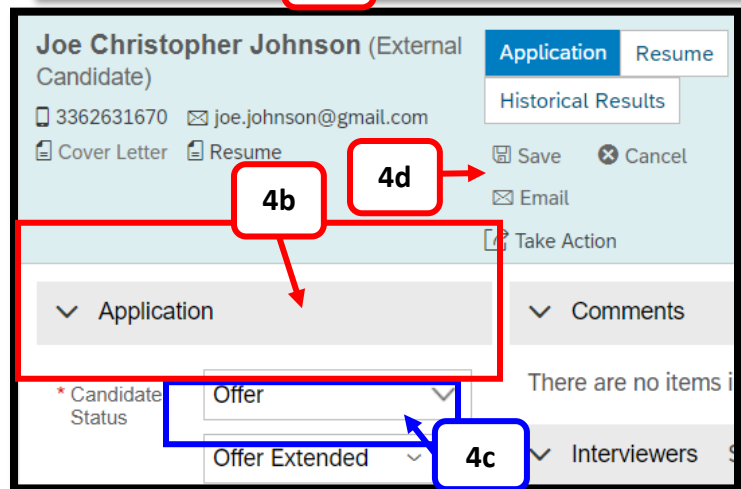 Joe Christopher Johnson (External
Candidate)
3362631670 joe.johnson@gmail.com
Cover Letter Resume
Application Resume
Historical Results
Save Cancel
Email
Take Action
4b
4d
Application
Comments
* Candidate
Status
Offer
There are no items i
Offer Extended
4c
Interviewers